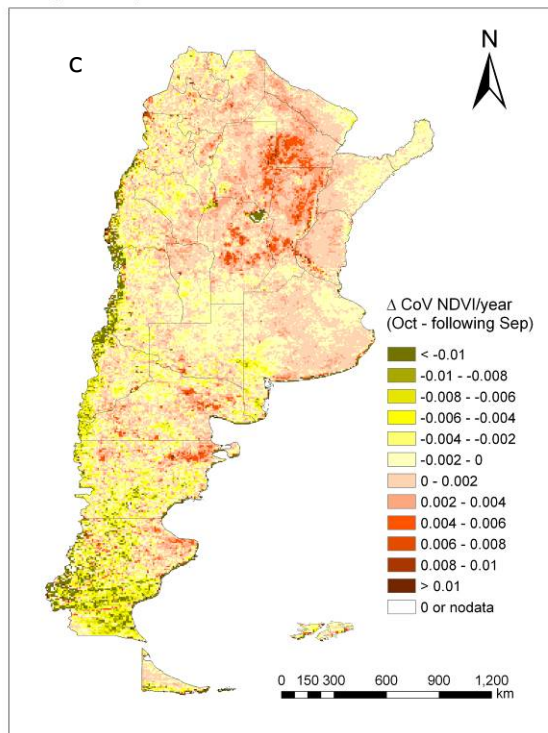 C
N
Δ CoV NDVI/year
(Oct - following Sep)
< -0.01
-0.01 - -0.008
-0.008 - -0.006
-0.006 - -0.004
-0.004 - -0.002
-0.002 - 0
0 - 0.002
0.002 - 0.004
0.004 - 0.006
0.006 - 0.008
0.008 - 0.01
> 0.01
0 or nodata
0 150 300 600 900 1,200
km